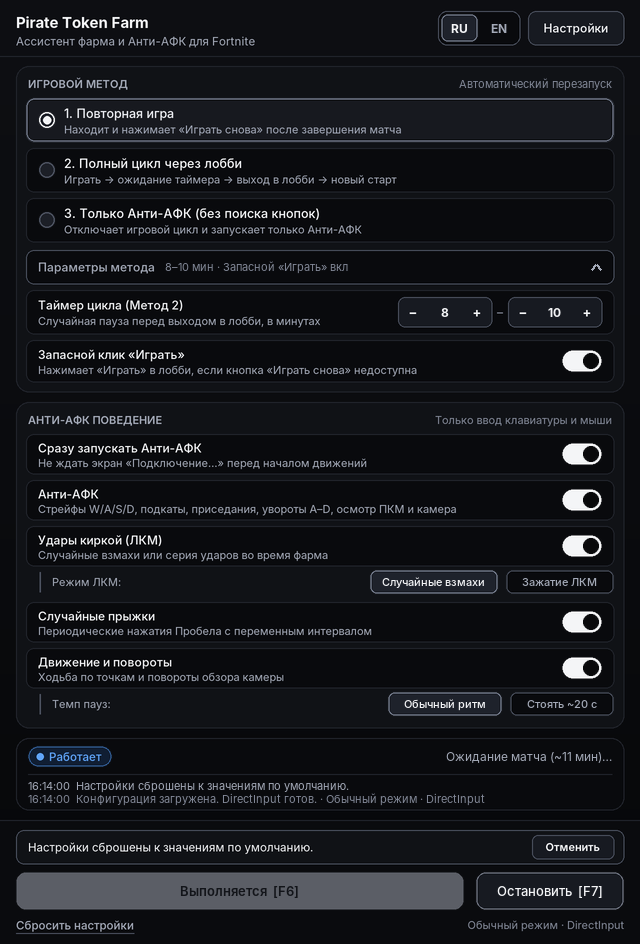 Pirate Token Farm
Ассистент фарма и Анти-АФК для Fortnite
RU EN Настройки
ИГРОВОЙ МЕТОД Автоматический перезапуск
1. Повторная игра
Находит и нажимает «Играть снова» после завершения матча
2. Полный цикл через лобби
Играть → ожидание таймера → выход в лобби → новый старт
3. Только Анти-АФК (без поиска кнопок)
Отключает игровой цикл и запускает только Анти-АФК
Параметры метода 8–10 мин · Запасной «Играть» вкл
Таймер цикла (Метод 2)
Случайная пауза перед выходом в лобби, в минутах
− 8 + – − 10 +
Запасной клик «Играть»
Нажимает «Играть» в лобби, если кнопка «Играть снова» недоступна
АНТИ-АФК ПОВЕДЕНИЕ Только ввод клавиатуры и мыши
Сразу запускать Анти-АФК
Не ждать экран «Подключение...» перед началом движений
Анти-АФК
Стрейфы W/A/S/D, подкаты, приседания, увороты A–D, осмотр ПКМ и камера
Удары киркой (ЛКМ)
Случайные взмахи или серия ударов во время фарма
Режим ЛКМ: Случайные взмахи Зажатие ЛКМ
Случайные прыжки
Периодические нажатия Пробела с переменным интервалом
Движение и повороты
Ходьба по точкам и повороты обзора камеры
Темп пауз: Обычный ритм Стоять ~20 с
Работает Ожидание матча (~11 мин)...
16:14:00 Настройки сброшены к значениям по умолчанию.
16:14:00 Конфигурация загружена. DirectInput готов. · Обычный режим · DirectInput
Настройки сброшены к значениям по умолчанию. Отменить
Выполняется [F6] Остановить [F7]
Сбросить настройки Обычный режим · DirectInput